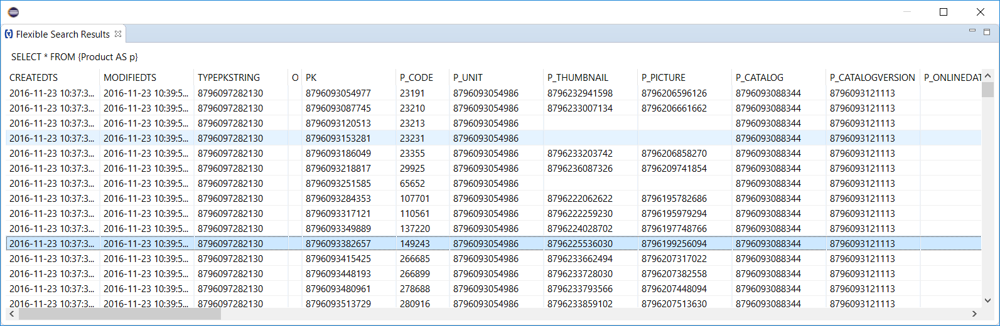 Flexible Search Results
SELECT * FROM {Product AS p}
CREATEDTS MODIFIEDTS TYPEPKSTRING O PK P_CODE P_UNIT P_THUMBNAIL P_PICTURE P_CATALOG P_CATALOGVERSION P_ONLINEDAT
2016-11-23 10:37:3... 2016-11-23 10:39:5... 8796097282130 8796093054977 23191 8796093054986 8796232941598 8796206596126 8796093088344 8796093121113
2016-11-23 10:37:3... 2016-11-23 10:39:5... 8796097282130 8796093087745 23210 8796093054986 8796233007134 8796206661662 8796093088344 8796093121113
2016-11-23 10:37:3... 2016-11-23 10:39:5... 8796097282130 8796093120513 23213 8796093054986 8796093088344 8796093121113
2016-11-23 10:37:3... 2016-11-23 10:39:5... 8796097282130 8796093153281 23231 8796093054986 8796093088344 8796093121113
2016-11-23 10:37:3... 2016-11-23 10:39:5... 8796097282130 8796093186049 23355 8796093054986 8796233203742 8796206858270 8796093088344 8796093121113
2016-11-23 10:37:3... 2016-11-23 10:39:5... 8796097282130 8796093218817 29925 8796093054986 8796236087326 8796209741854 8796093088344 8796093121113
2016-11-23 10:37:3... 2016-11-23 10:39:5... 8796097282130 8796093251585 65652 8796093054986 8796093088344 8796093121113
2016-11-23 10:37:3... 2016-11-23 10:39:5... 8796097282130 8796093284353 107701 8796093054986 8796222062622 8796195782686 8796093088344 8796093121113
2016-11-23 10:37:3... 2016-11-23 10:39:5... 8796097282130 8796093317121 110561 8796093054986 8796222259230 8796195979294 8796093088344 8796093121113
2016-11-23 10:37:3... 2016-11-23 10:39:5... 8796097282130 8796093349889 137220 8796093054986 8796224028702 8796197748766 8796093088344 8796093121113
2016-11-23 10:37:3... 2016-11-23 10:39:5... 8796097282130 8796093382657 149243 8796093054986 8796225536030 8796199256094 8796093088344 8796093121113
2016-11-23 10:37:3... 2016-11-23 10:39:5... 8796097282130 8796093415425 266685 8796093054986 8796233662494 8796207317022 8796093088344 8796093121113
2016-11-23 10:37:3... 2016-11-23 10:39:5... 8796097282130 8796093448193 266899 8796093054986 8796233728030 8796207382558 8796093088344 8796093121113
2016-11-23 10:37:3... 2016-11-23 10:39:5... 8796097282130 8796093480961 278688 8796093054986 8796233793566 8796207448094 8796093088344 8796093121113
2016-11-23 10:37:3... 2016-11-23 10:39:5... 8796097282130 8796093513729 280916 8796093054986 8796233859102 8796207513630 8796093088344 8796093121113